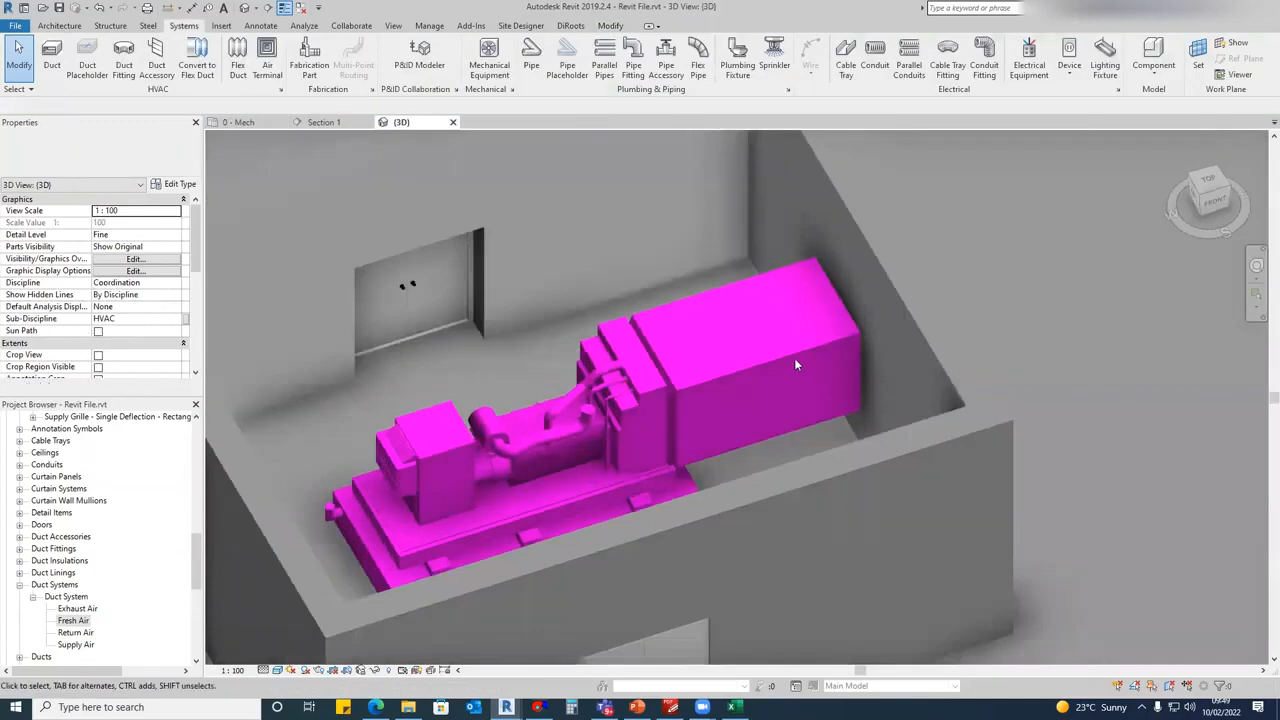 Autodesk Revit 2019.2.4 - Revit File.rvt - 3D View: {3D}
Type a keyword or phrase
File Architecture Structure Steel Systems Insert Annotate Analyze Collaborate View Manage Add-Ins Site Designer DiRoots Modify
Modify
Duct
Duct Placeholder
Duct Fitting
Duct Accessory
Convert to Flex Duct
Flex Duct
Air Terminal
Fabrication Part
Multi-Point Routing
P&ID Modeler
Mechanical Equipment
Pipe
Pipe Placeholder
Parallel Pipes
Pipe Fitting
Pipe Accessory
Flex Pipe
Plumbing Fixture
Sprinkler
Wire
Cable Tray
Conduit
Parallel Conduits
Cable Tray Fitting
Conduit Fitting
Electrical Equipment
Device
Lighting Fixture
Component
Set
Show
Ref Plane
Viewer
Select HVAC Fabrication P&ID Collaboration Mechanical Plumbing & Piping Electrical Model Work Plane
Properties
0 - Mech
Section 1
{3D}
3D View: {3D}
Edit Type
Graphics
View Scale 1 : 100
Scale Value 1: 100
Detail Level Fine
Parts Visibility Show Original
Visibility/Graphics Ov... Edit...
Graphic Display Options Edit...
Discipline Coordination
Show Hidden Lines By Discipline
Default Analysis Displ... None
Sub-Discipline HVAC
Sun Path
Extents
Crop View
Crop Region Visible
Project Browser - Revit File.rvt
Supply Grille - Single Deflection - Rectang
Annotation Symbols
Cable Trays
Ceilings
Conduits
Curtain Panels
Curtain Systems
Curtain Wall Mullions
Detail Items
Doors
Duct Accessories
Duct Fittings
Duct Insulations
Duct Linings
Duct Systems
Duct System
Exhaust Air
Fresh Air
Return Air
Supply Air
Ducts
TOP
FRONT
S
1 : 100
Click to select, TAB for alternates, CTRL adds, SHIFT unselects.
:0
Main Model
:0
Type here to search
23°C Sunny
09:49
10/02/2022